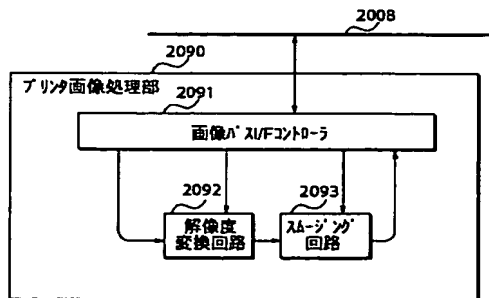 2008
2090
プリンタ画像処理部
2091
画像バスI/Fコントローラ
2092
解像度
変換回路
2093
スムージング
回路